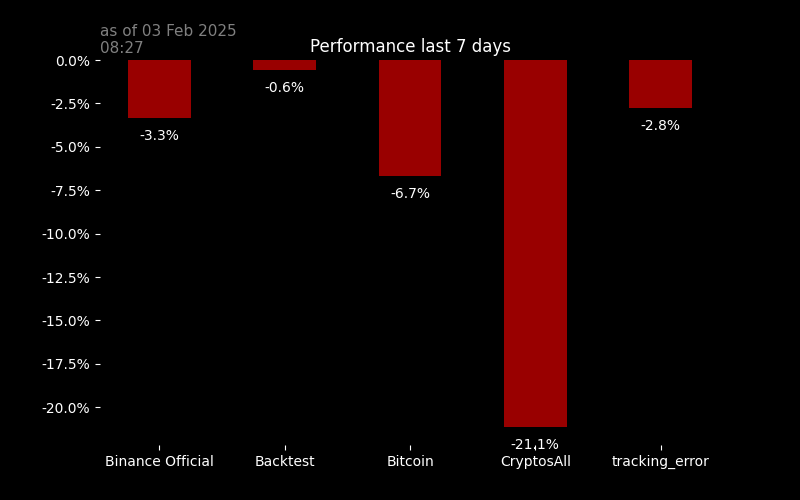 as of 03 Feb 2025
08:27
Performance last 7 days
0.0%
-2.5%
-5.0%
-7.5%
-10.0%
-12.5%
-15.0%
-17.5%
-20.0%
-3.3%
-0.6%
-6.7%
-21.1%
-2.8%
Binance Official
Backtest
Bitcoin
CryptosAll
tracking_error